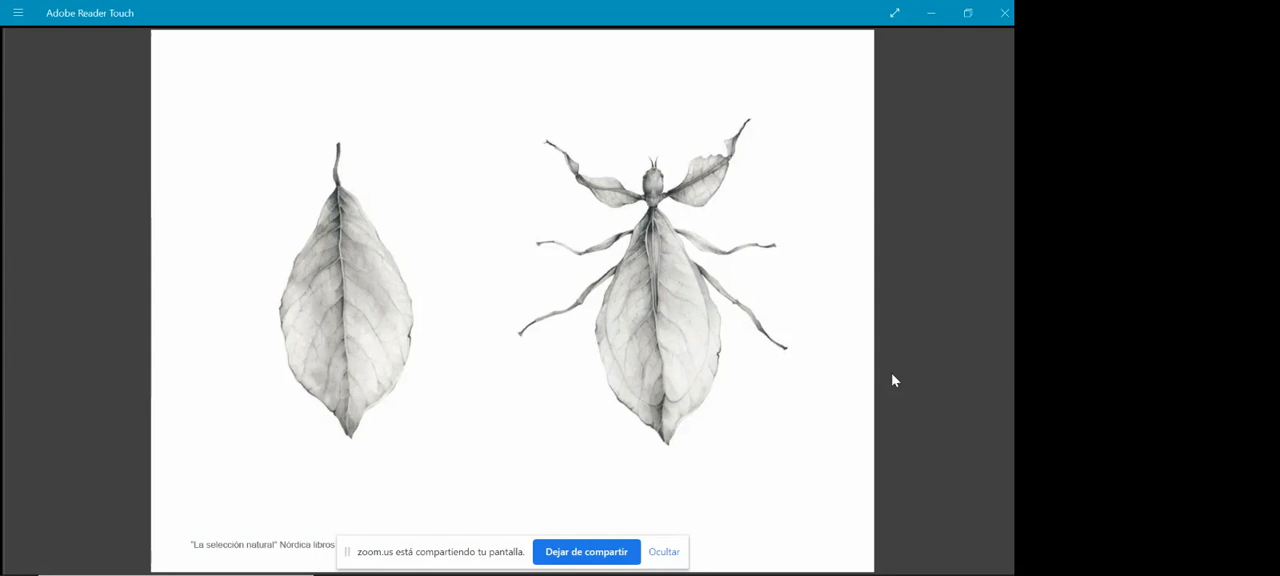 Adobe Reader Touch
"La selección natural" Nórdica libros
zoom.us está compartiendo tu pantalla.
Dejar de compartir
Ocultar